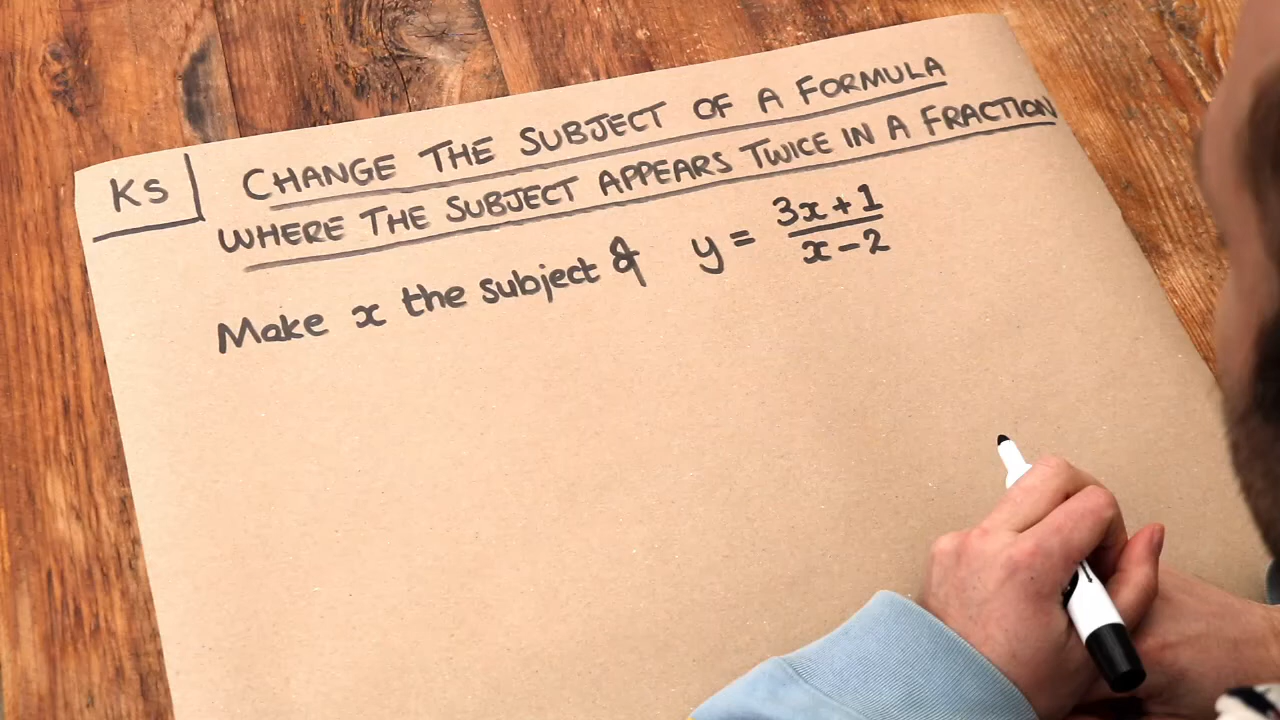 KS
CHANGE THE SUBJECT OF A FORMULA
WHERE THE SUBJECT APPEARS TWICE IN A FRACTION
Make x the subject of y = (3x + 1)/(x - 2)